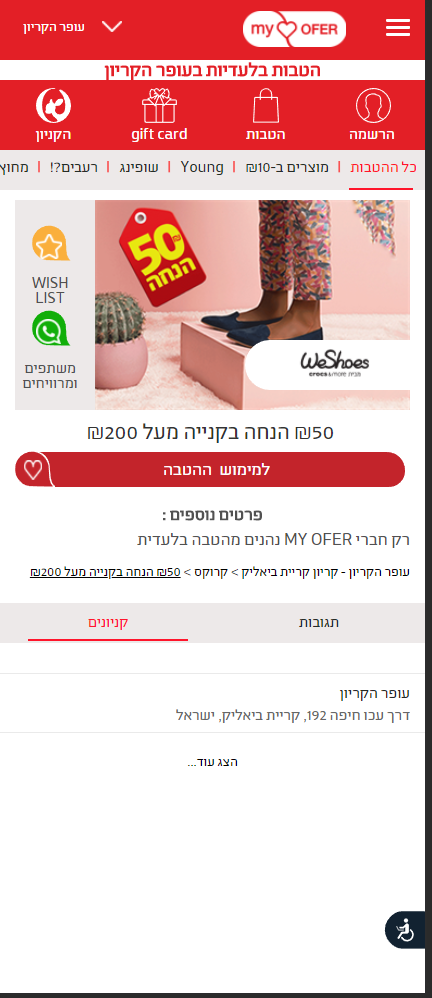 עופר הקריון
my OFER
הטבות בלעדיות בעופר הקריון
הרשמה
הטבות
gift card
הקניון
כל ההטבות | מוצרים ב-₪10 | Young | שופינג | רעבים?! | מחוץ
WISH
LIST
משתפים
ומרוויחים
50₪
הנחה
WeShoes
crocs & more מבית
₪50 הנחה בקנייה מעל ₪200
למימוש ההטבה
פרטים נוספים :
רק חברי MY OFER נהנים מהטבה בלעדית
עופר הקריון - קריון קריית ביאליק > קרוקס > ₪50 הנחה בקנייה מעל ₪200
תגובות
קניונים
עופר הקריון
דרך עכו חיפה 192, קריית ביאליק, ישראל
הצג עוד...